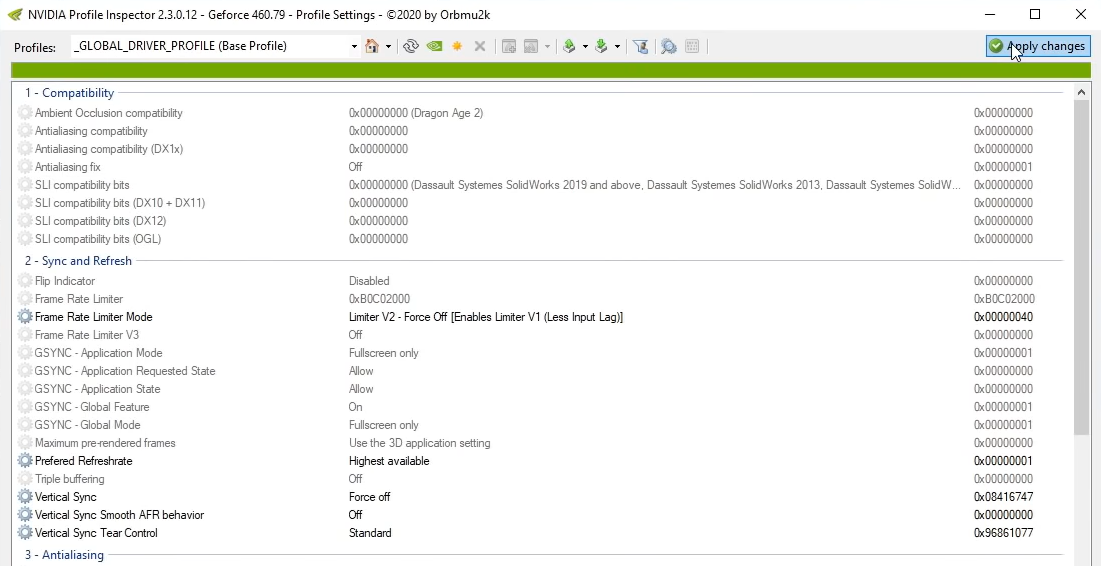 NVIDIA Profile Inspector 2.3.0.12 - Geforce 460.79 - Profile Settings - ©2020 by Orbmu2k
Profiles: _GLOBAL_DRIVER_PROFILE (Base Profile) Apply changes
1 - Compatibility
Ambient Occlusion compatibility 0x00000000 (Dragon Age 2) 0x00000000
Antialiasing compatibility 0x00000000 0x00000000
Antialiasing compatibility (DX1x) 0x00000000 0x00000000
Antialiasing fix Off 0x00000001
SLI compatibility bits 0x00000000 (Dassault Systemes SolidWorks 2019 and above, Dassault Systemes SolidWorks 2013, Dassault Systemes SolidW... 0x00000000
SLI compatibility bits (DX10 + DX11) 0x00000000 0x00000000
SLI compatibility bits (DX12) 0x00000000 0x00000000
SLI compatibility bits (OGL) 0x00000000 0x00000000
2 - Sync and Refresh
Flip Indicator Disabled 0x00000000
Frame Rate Limiter 0xB0C02000 0xB0C02000
Frame Rate Limiter Mode Limiter V2 - Force Off [Enables Limiter V1 (Less Input Lag)] 0x00000040
Frame Rate Limiter V3 Off 0x00000000
GSYNC - Application Mode Fullscreen only 0x00000001
GSYNC - Application Requested State Allow 0x00000000
GSYNC - Application State Allow 0x00000000
GSYNC - Global Feature On 0x00000001
GSYNC - Global Mode Fullscreen only 0x00000001
Maximum pre-rendered frames Use the 3D application setting 0x00000000
Prefered Refreshrate Highest available 0x00000001
Triple buffering Off 0x00000000
Vertical Sync Force off 0x08416747
Vertical Sync Smooth AFR behavior Off 0x00000000
Vertical Sync Tear Control Standard 0x96861077
3 - Antialiasing